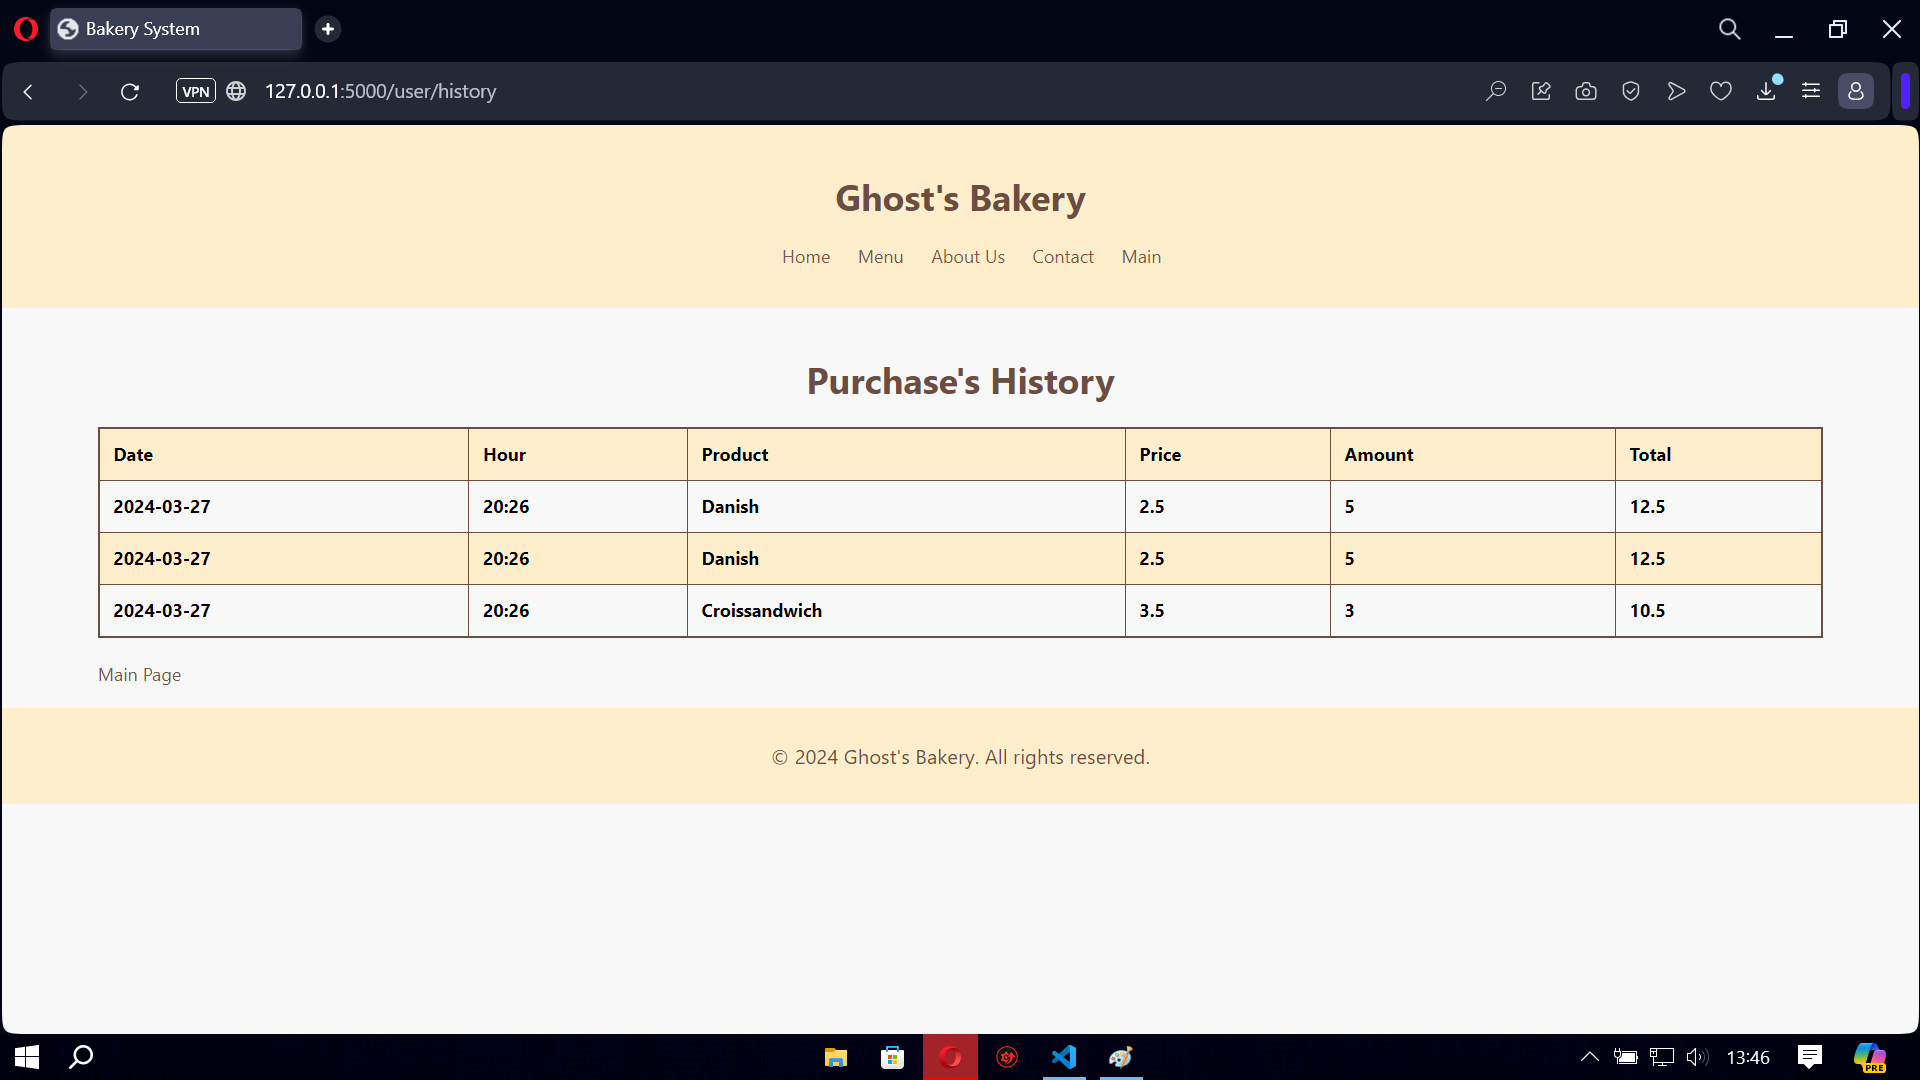 Bakery System
VPN 127.0.0.1:5000/user/history
Ghost's Bakery
Home Menu About Us Contact Main
Purchase's History
Date Hour Product Price Amount Total
2024-03-27 20:26 Danish 2.5 5 12.5
2024-03-27 20:26 Danish 2.5 5 12.5
2024-03-27 20:26 Croissandwich 3.5 3 10.5
Main Page
© 2024 Ghost's Bakery. All rights reserved.
13:46
PRE